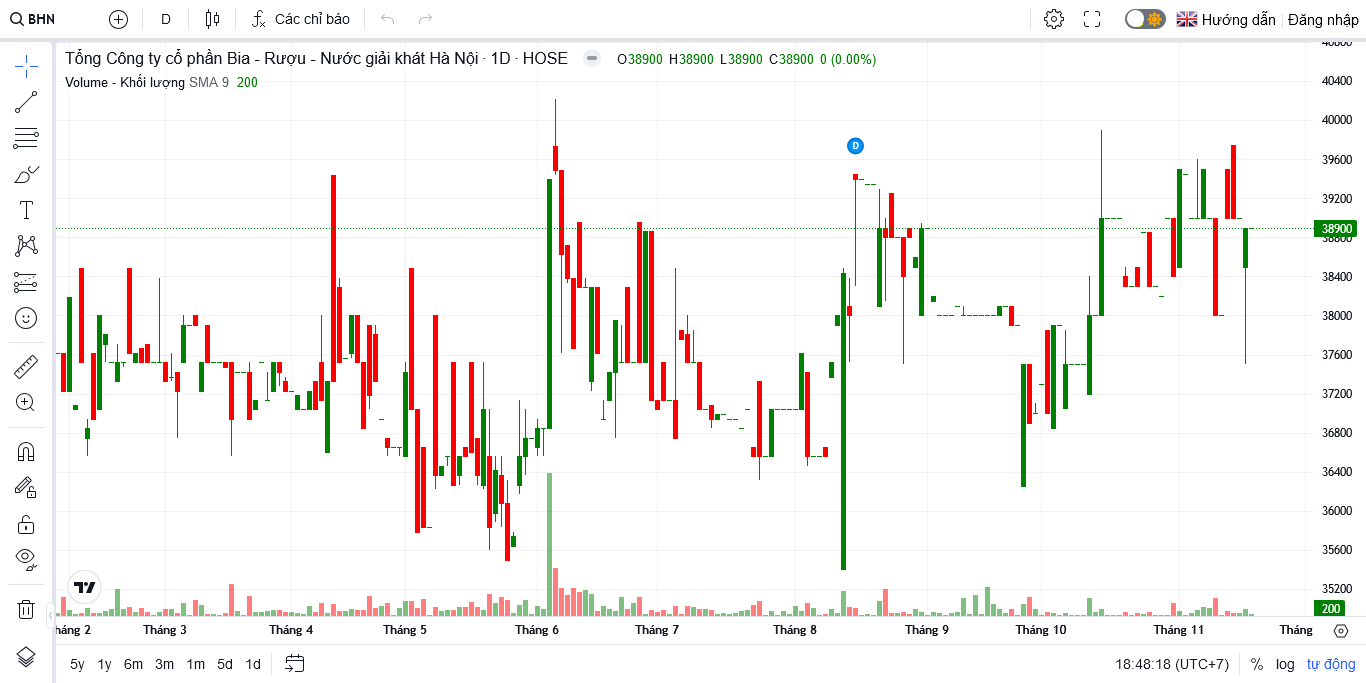 BHN
D
Các chỉ báo
Hướng dẫn
Đăng nhập
Tổng Công ty cổ phần Bia - Rượu - Nước giải khát Hà Nội · 1D · HOSE
O38900 H38900 L38900 C38900 0 (0.00%)
Volume - Khối lượng SMA 9 200
D
40800
40400
40000
39600
39200
38900
38800
38400
38000
37600
37200
36800
36400
36000
35600
35200
200
háng 2
Tháng 3
Tháng 4
Tháng 5
Tháng 6
Tháng 7
Tháng 8
Tháng 9
Tháng 10
Tháng 11
Tháng
5y 1y 6m 3m 1m 5d 1d
18:48:18 (UTC+7)
% log tự động